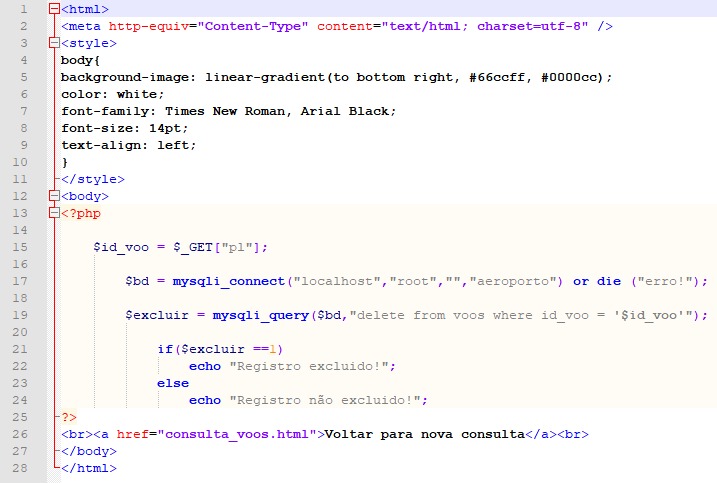 1 <html>
2 <meta http-equiv="Content-Type" content="text/html; charset=utf-8" />
3 <style>
4 body{
5 background-image: linear-gradient(to bottom right, #66ccff, #0000cc);
6 color: white;
7 font-family: Times New Roman, Arial Black;
8 font-size: 14pt;
9 text-align: left;
10 }
11 </style>
12 <body>
13 <?php
14
15 $id_voo = $_GET["pl"];
16
17 $bd = mysqli_connect("localhost","root","","aeroporto") or die ("erro!");
18
19 $excluir = mysqli_query($bd,"delete from voos where id_voo = '$id_voo'");
20
21 if($excluir ==1)
22 echo "Registro excluido!";
23 else
24 echo "Registro não excluido!";
25 ?>
26 <br><a href="consulta_voos.html">Voltar para nova consulta</a><br>
27 </body>
28 </html>